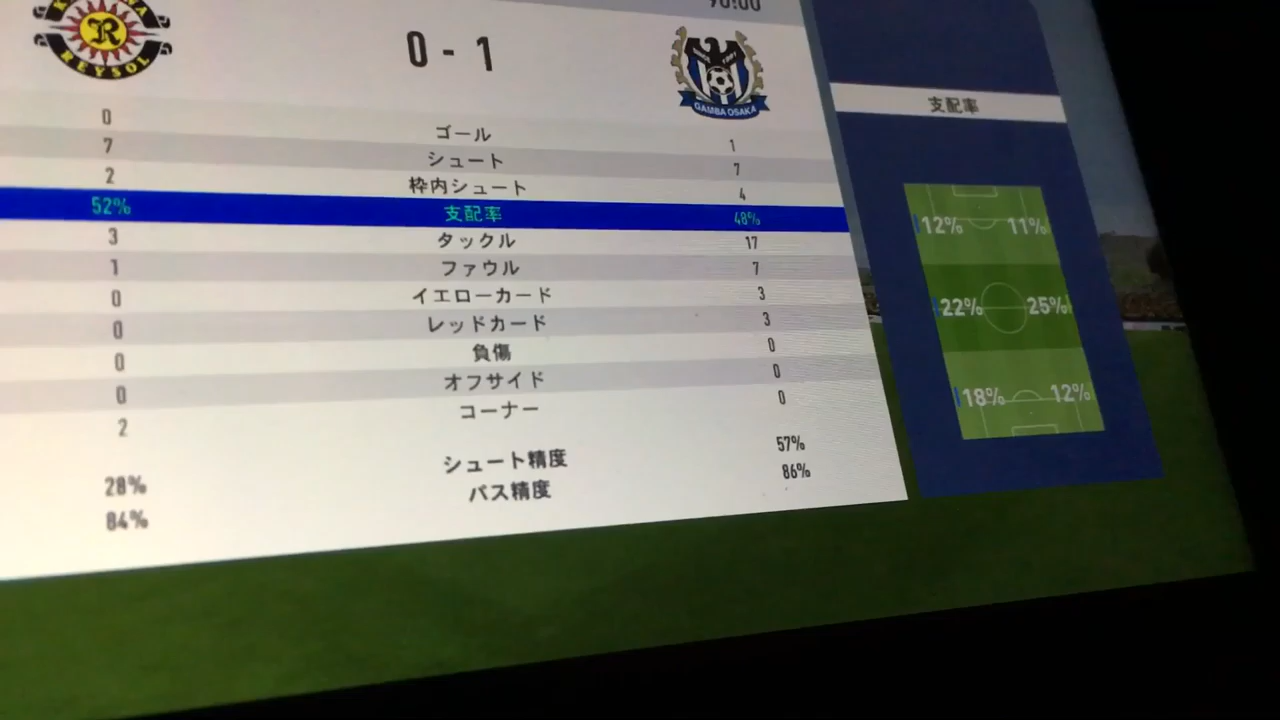 90:00
REYSOL
R
0 - 1
GAMBA OSAKA
0 ゴール 1
7 シュート 7
2 枠内シュート 4
52% 支配率 48%
3 タックル 17
1 ファウル 7
0 イエローカード 3
0 レッドカード 3
0 負傷 0
0 オフサイド 0
2 コーナー 0
28% シュート精度 57%
84% パス精度 86%
支配率
12% 11%
22% 25%
18% 12%